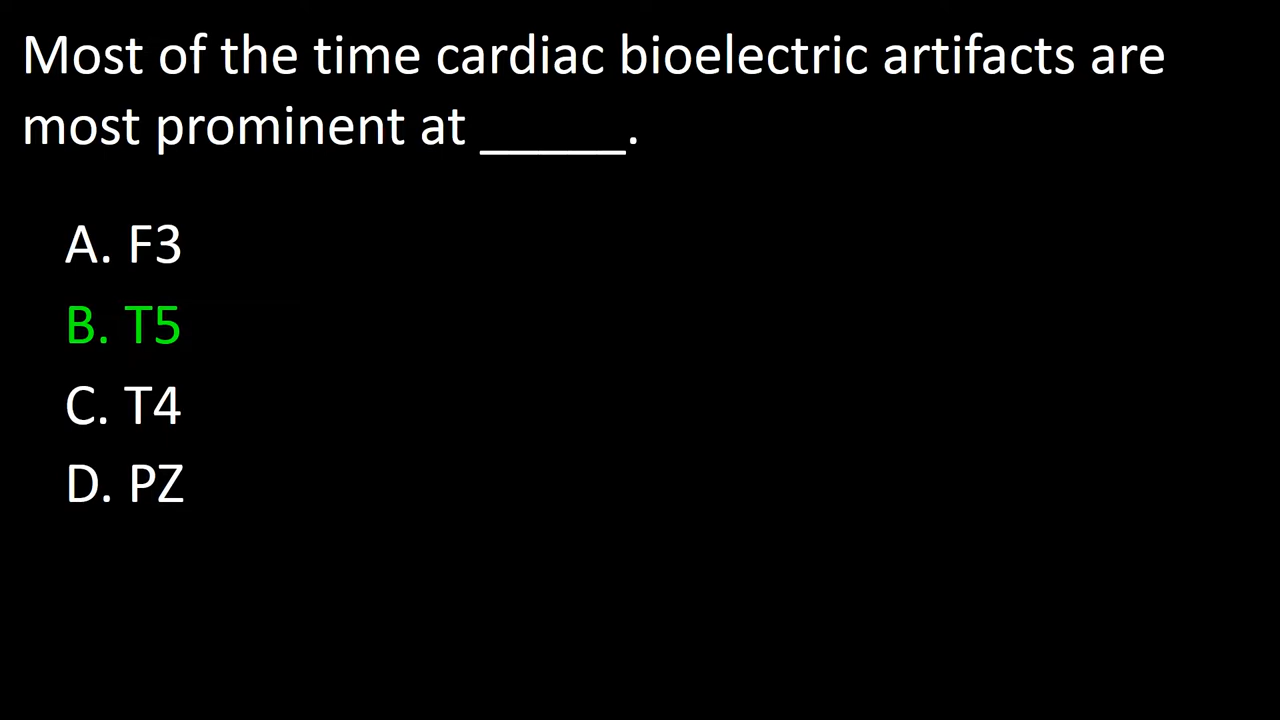 Most of the time cardiac bioelectric artifacts are
most prominent at _____.
A. F3
B. T5
C. T4
D. PZ